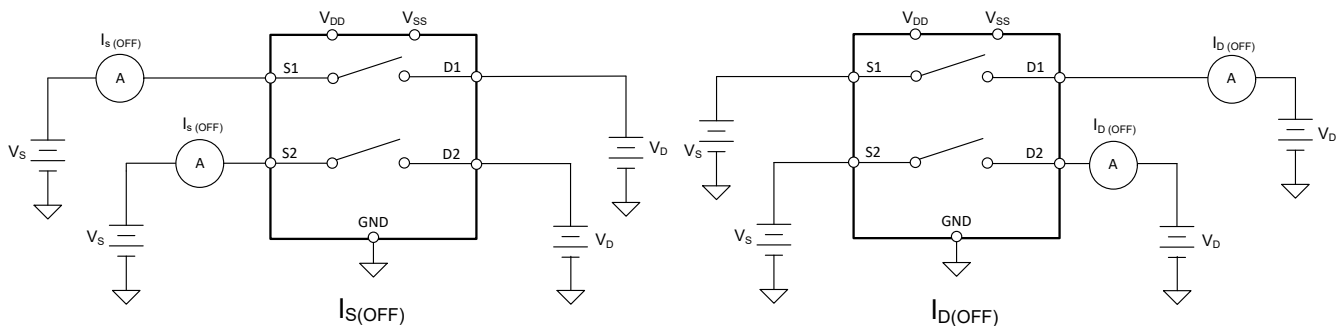 VDD VSS
Is (OFF)
A
S1 D1
Is (OFF)
VS
A
S2 D2
VD
VS
GND
VD
IS(OFF)
VDD VSS
ID (OFF)
S1 D1
A
ID (OFF)
VS
S2 D2
A
VD
VS
GND
VD
ID(OFF)